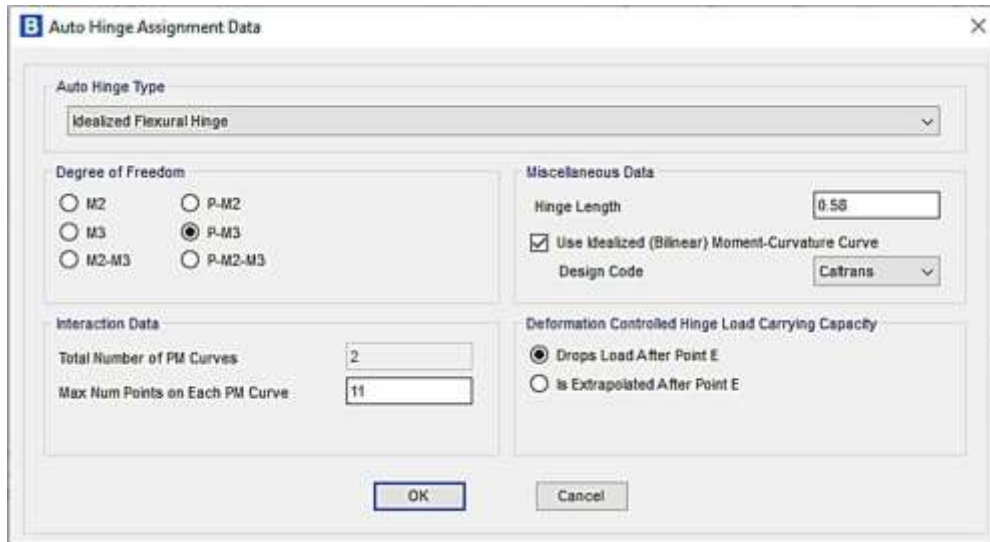 B Auto Hinge Assignment Data
Auto Hinge Type
Idealized Flexural Hinge
Degree of Freedom
M2 P-M2
M3 P-M3
M2-M3 P-M2-M3
Miscellaneous Data
Hinge Length 0.58
Use Idealized (Bilinear) Moment-Curvature Curve
Design Code Caltrans
Interaction Data
Total Number of PM Curves 2
Max Num Points on Each PM Curve 11
Deformation Controlled Hinge Load Carrying Capacity
Drops Load After Point E
Is Extrapolated After Point E
OK Cancel